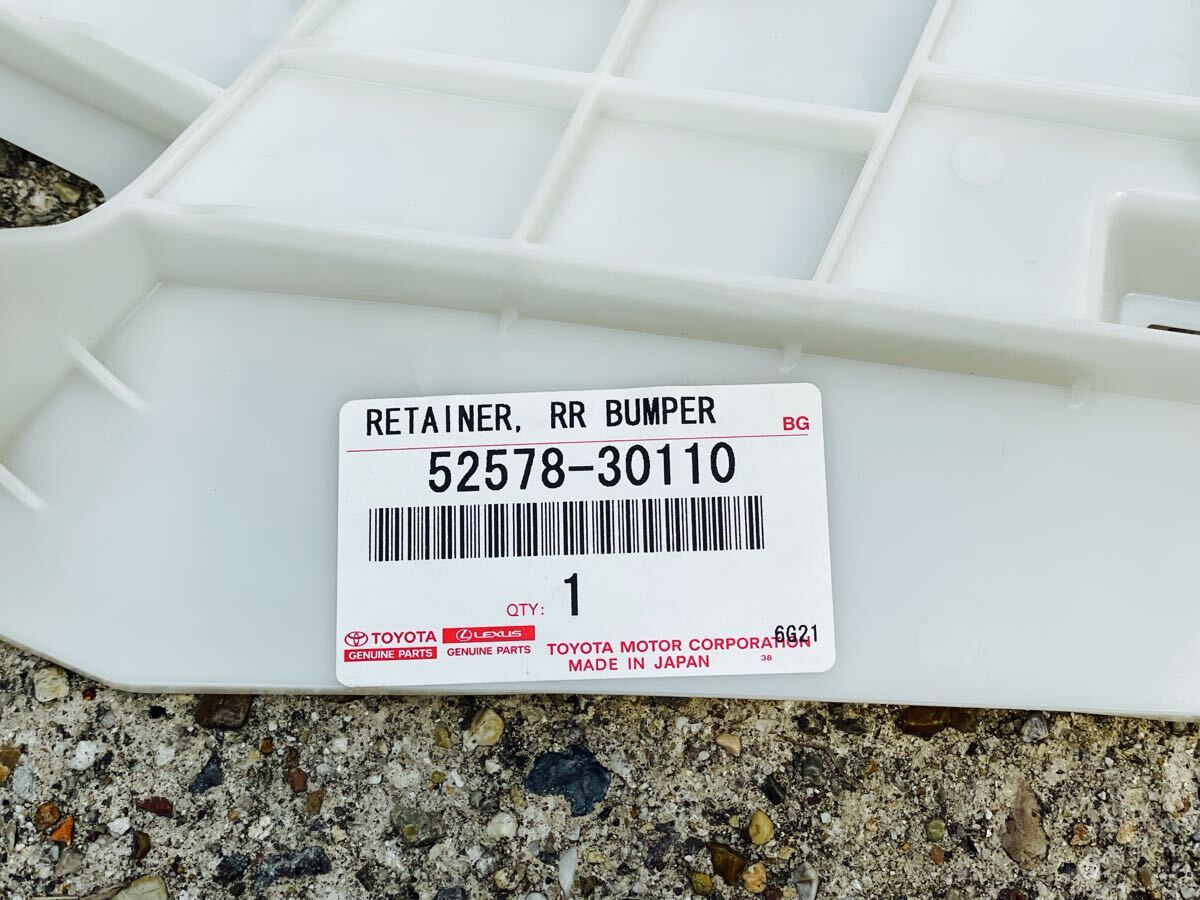 RETAINER, RR BUMPER
BG
52578-30110
QTY: 1
TOYOTA
GENUINE PARTS
LEXUS
GENUINE PARTS
TOYOTA MOTOR CORPORATION
6G21
MADE IN JAPAN
38